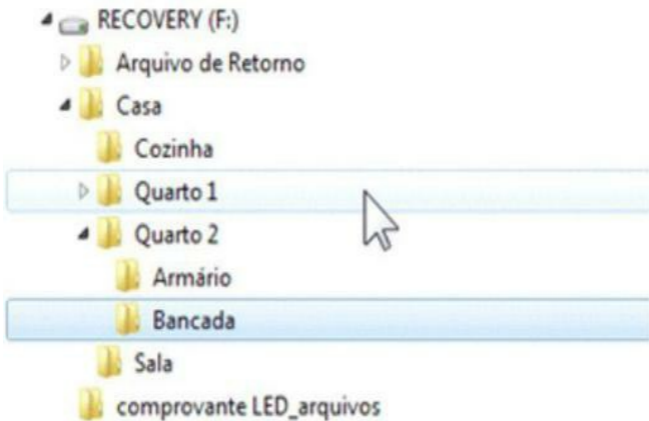 RECOVERY (F:)
Arquivo de Retorno
Casa
Cozinha
Quarto 1
Quarto 2
Armário
Bancada
Sala
comprovante LED_arquivos